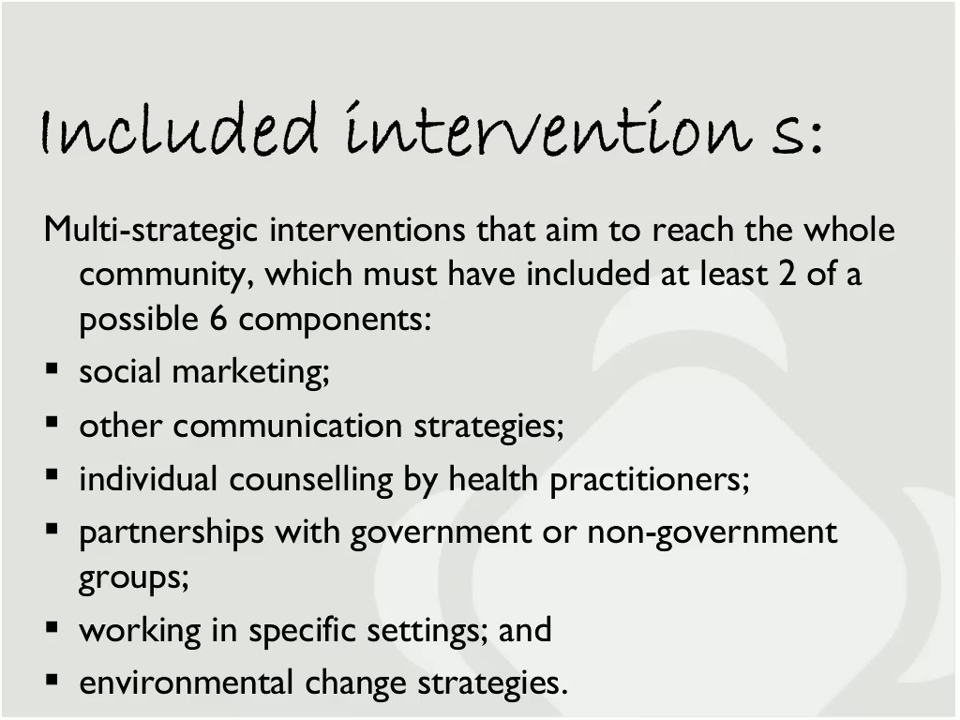 Included intervention s:
Multi-strategic interventions that aim to reach the whole
community, which must have included at least 2 of a
possible 6 components:
▪ social marketing;
▪ other communication strategies;
▪ individual counselling by health practitioners;
▪ partnerships with government or non-government
groups;
▪ working in specific settings; and
▪ environmental change strategies.